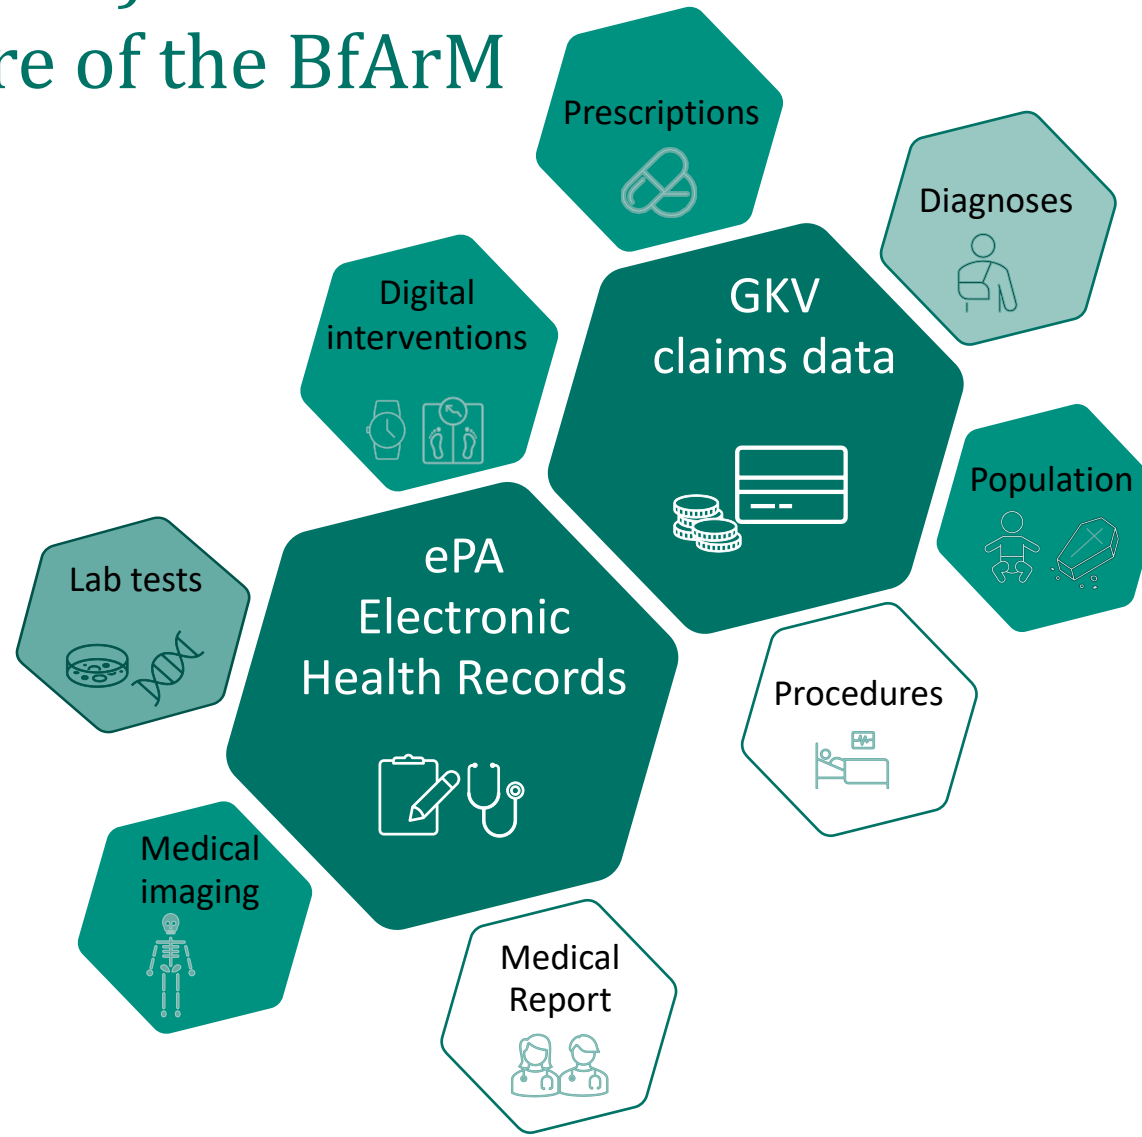 re of the BfArM
Prescriptions
Diagnoses
Digital
interventions
GKV
claims data
Population
ePA
Electronic
Health Records
Lab tests
Procedures
Medical
imaging
Medical
Report